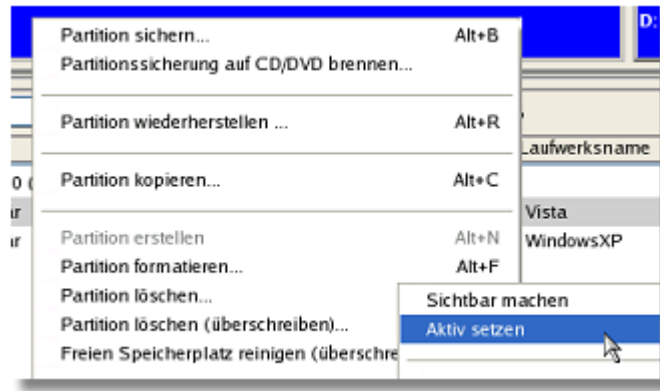 D:
Partition sichern... Alt+B
Partitionssicherung auf CD/DVD brennen...
Partition wiederherstellen ... Alt+R
Laufwerksname
Partition kopieren... Alt+C
Vista
Partition erstellen Alt+N
WindowsXP
Partition formatieren... Alt+F
Partition löschen...
Sichtbar machen
Partition löschen (überschreiben)...
Aktiv setzen
Freien Speicherplatz reinigen (überschre